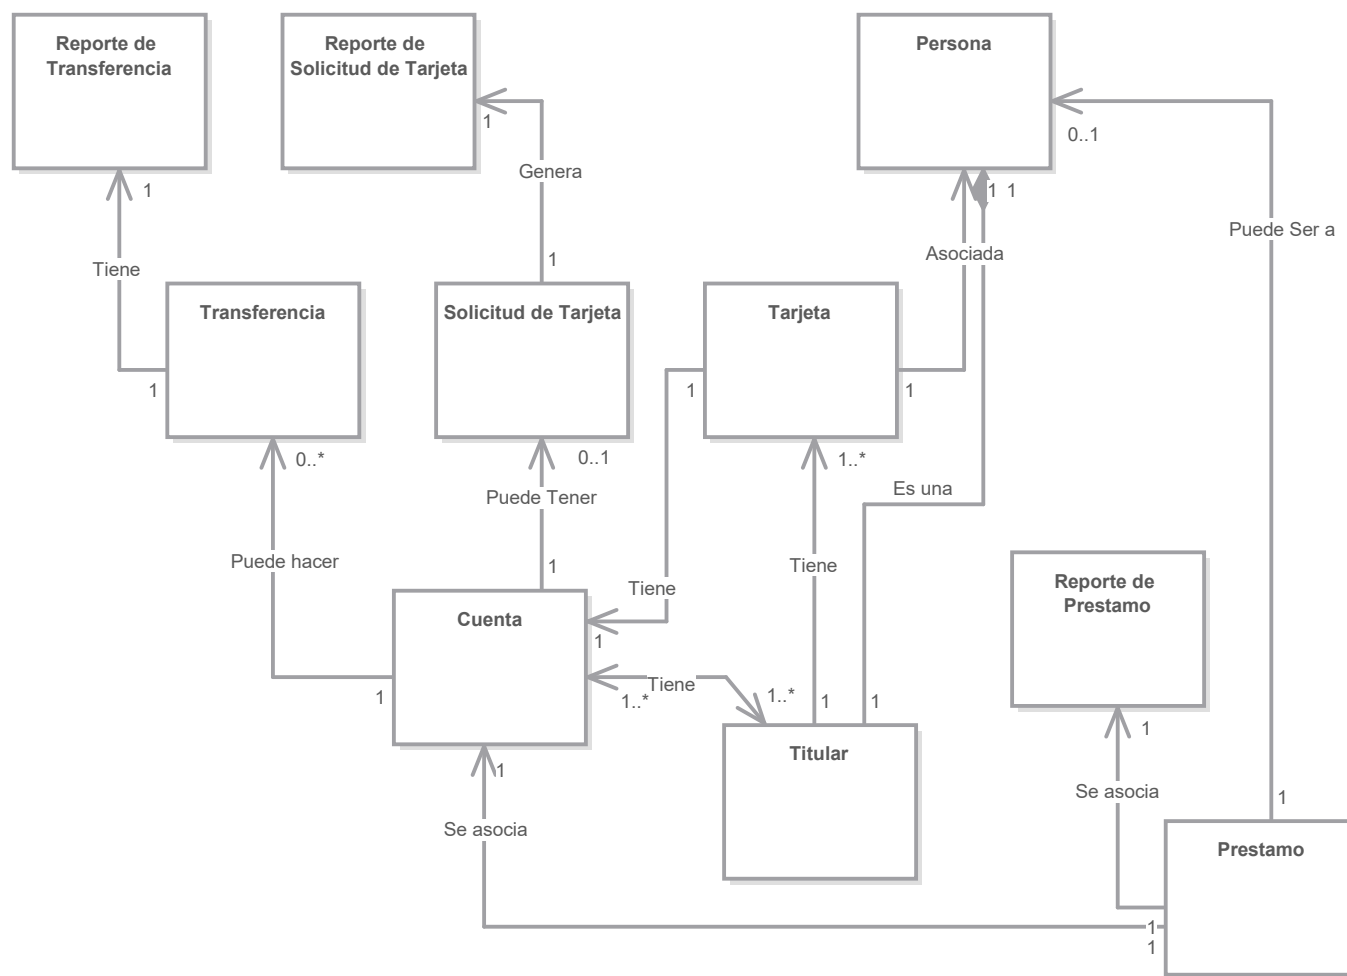 Reporte de
Transferencia
Reporte de
Solicitud de Tarjeta
Persona
1
0..1
1
1 1
Genera
Puede Ser a
Asociada
1
Tiene
Transferencia
Solicitud de Tarjeta
Tarjeta
1
1
1
0..*
0..1
1..*
Es una
Puede Tener
Puede hacer
1
Tiene
Tiene
Reporte de
Prestamo
Cuenta
1
Tiene
1..*
1..*
1
1
1
1
Titular
1
Se asocia
1
Se asocia
Prestamo
1
1